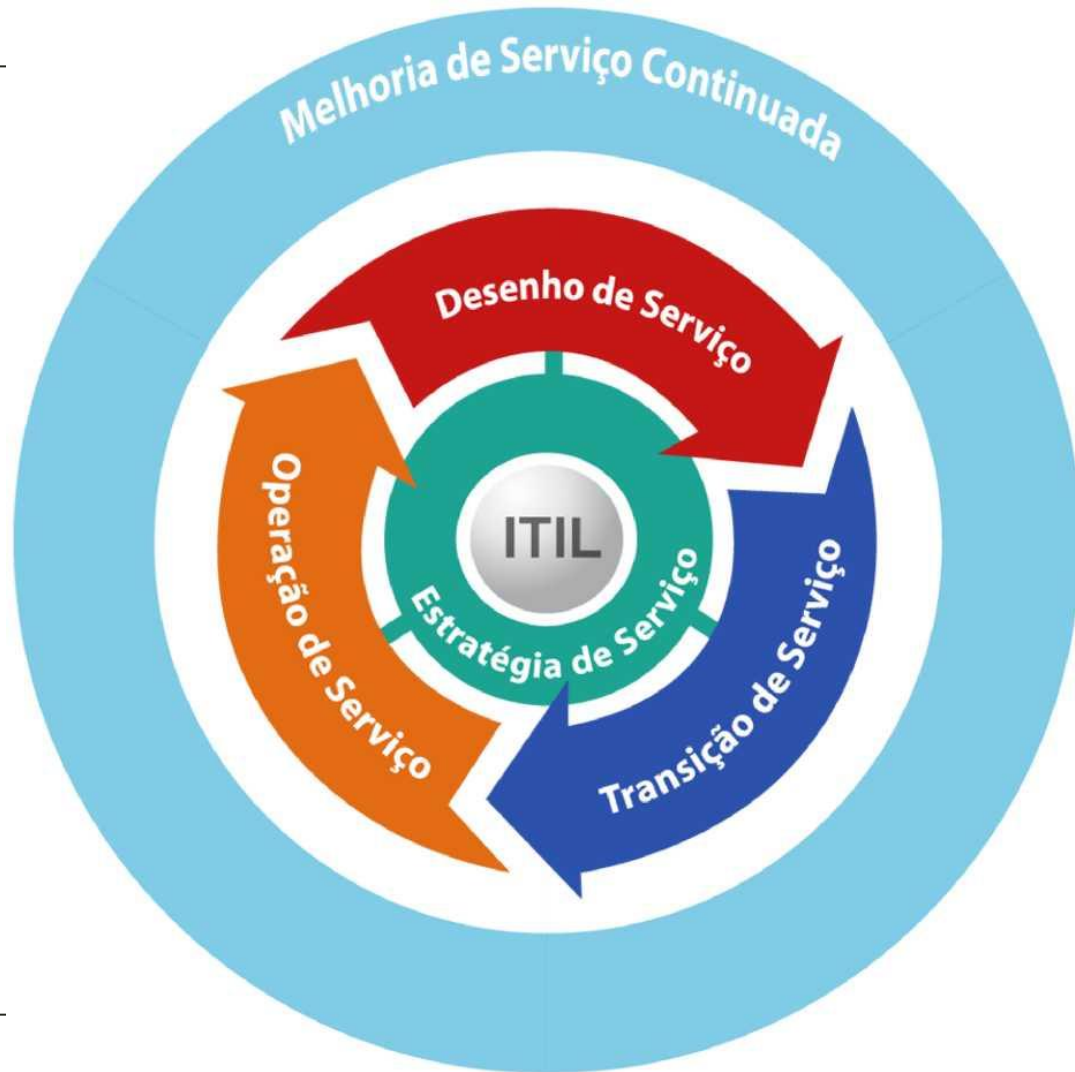 Melhoria de Serviço Continuada
Desenho de Serviço
Operação de Serviço
ITIL
Estratégia de Serviço
Transição de Serviço